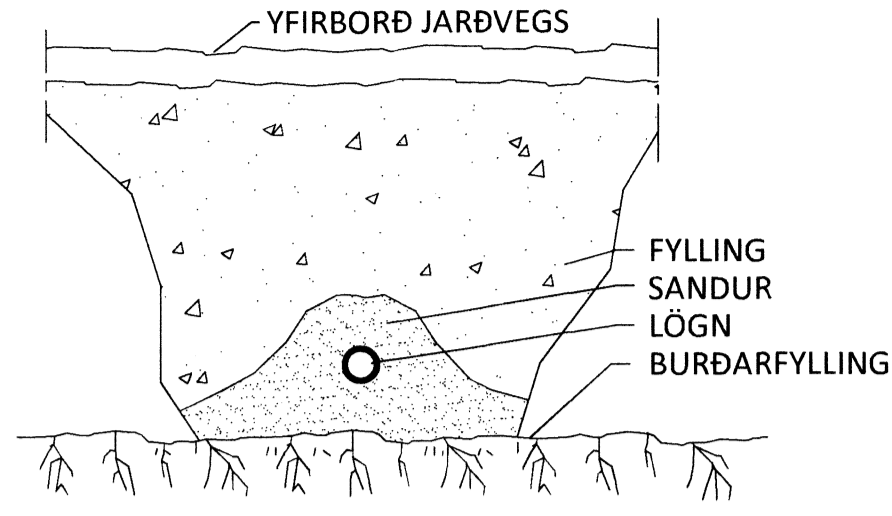 YFIRBORÐ JARÐVEGS
FYLLING
SANDUR
LÖGN
BURÐARFYLLING